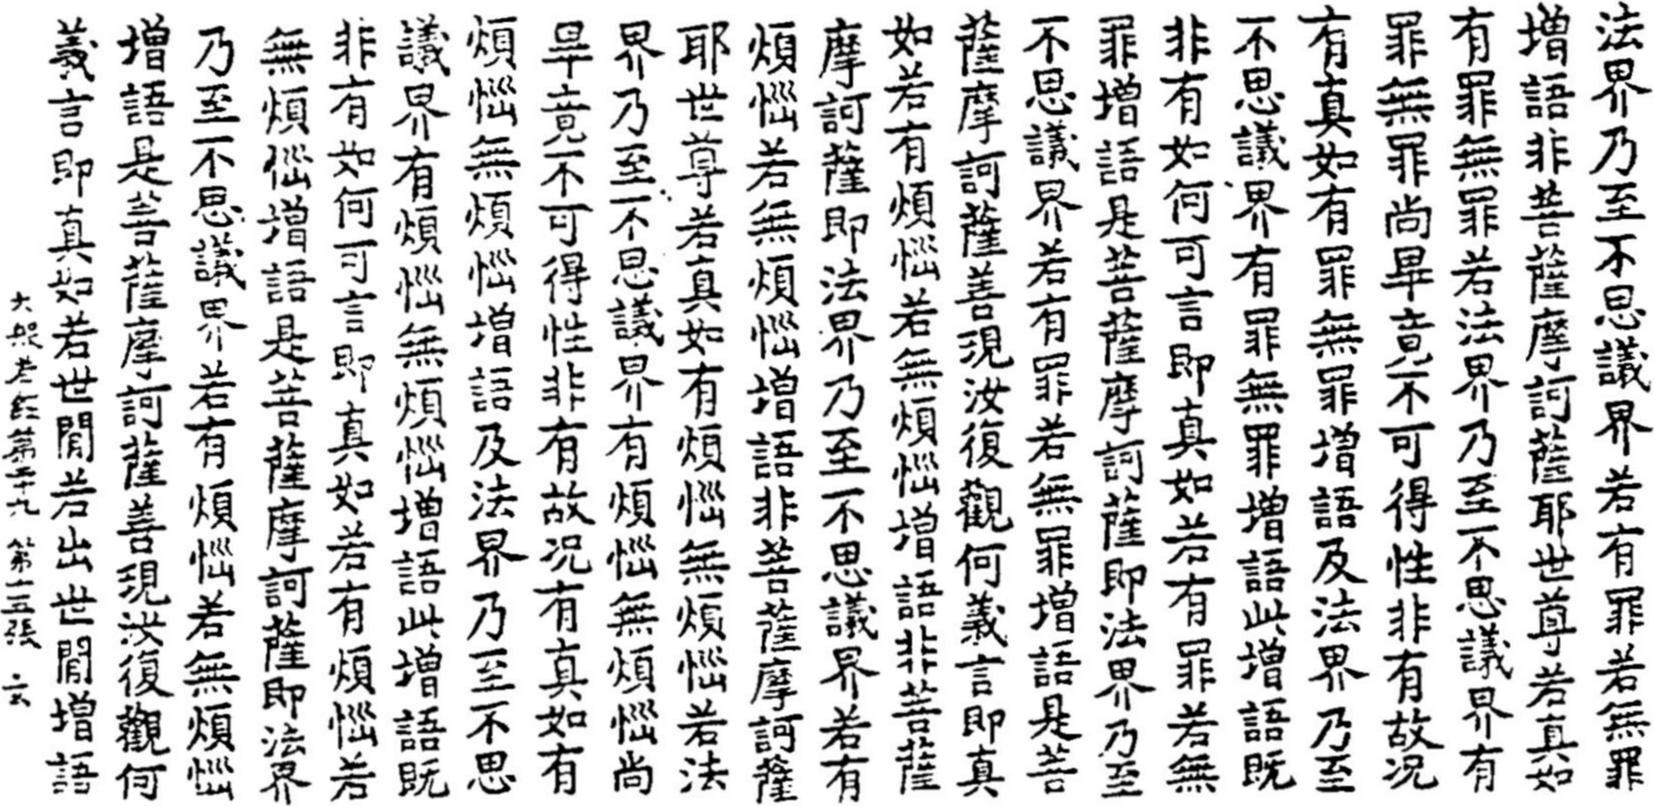 法界乃至不思議界若有罪若無罪
增語非菩薩摩訶薩耶世尊若真如
有罪無罪若法界乃至不思議界有
罪無罪尚畢竟不可得性非有故况
有真如有罪無罪增語及法界乃至
不思議界有罪無罪增語此增語既
非有如何可言即真如若有罪若無
罪增語是菩薩摩訶薩即法界乃至
不思議界若有罪若無罪增語是菩
薩摩訶薩善現汝復觀何義言即真
如若有煩惱若無煩惱增語非菩薩
摩訶薩即法界乃至不思議界若有
煩惱若無煩惱增語非菩薩摩訶薩
耶世尊若真如有煩惱無煩惱若法
界乃至不思議界有煩惱無煩惱尚
畢竟不可得性非有故况有真如有
煩惱無煩惱增語及法界乃至不思
議界有煩惱無煩惱增語此增語既
非有如何可言即真如若有煩惱若
無煩惱增語是菩薩摩訶薩即法界
乃至不思議界若有煩惱若無煩惱
增語是菩薩摩訶薩善現汝復觀何
義言即真如若世間若出世間增語
大般若經第二十九 第十五張 玄